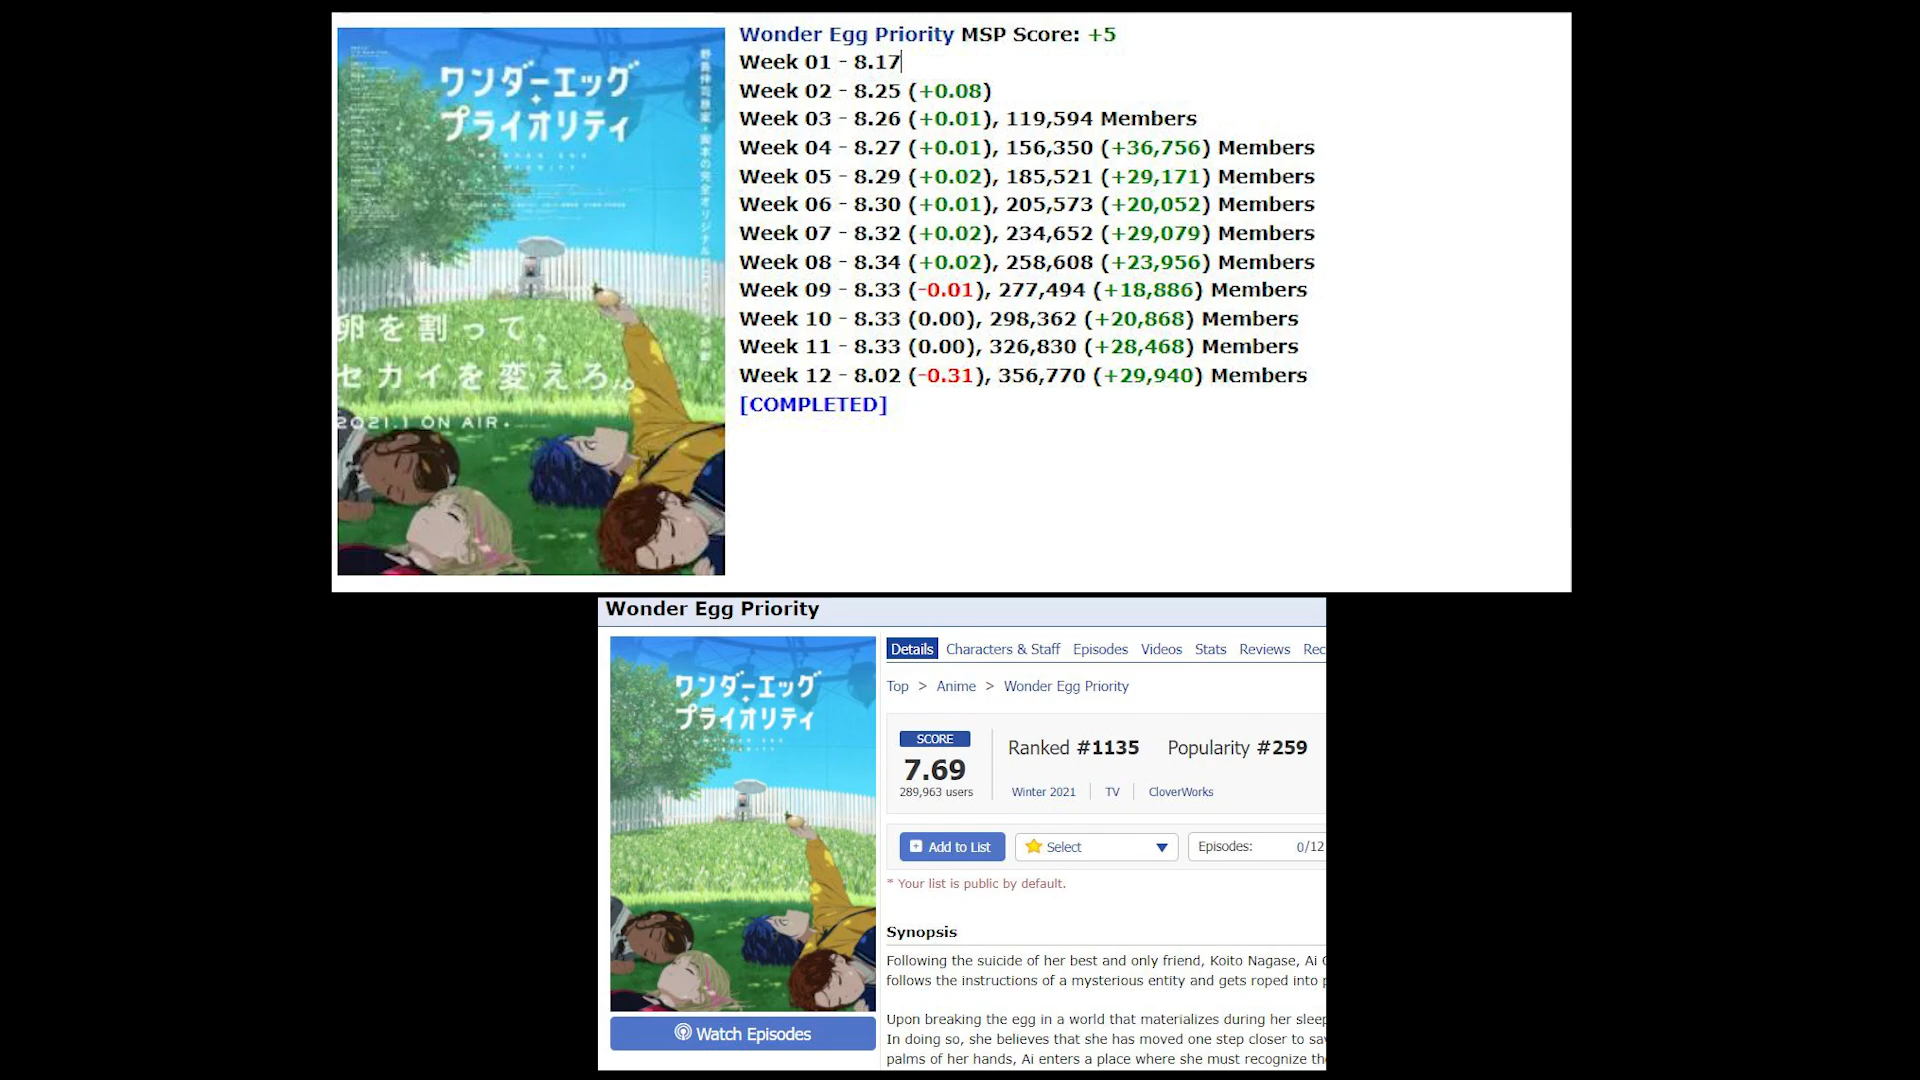 ワンダーエッグ
プライオリティ
卵を割って、
セカイを変えろ。
2021.1 ON AIR.
Wonder Egg Priority MSP Score: +5
Week 01 - 8.17
Week 02 - 8.25 (+0.08)
Week 03 - 8.26 (+0.01), 119,594 Members
Week 04 - 8.27 (+0.01), 156,350 (+36,756) Members
Week 05 - 8.29 (+0.02), 185,521 (+29,171) Members
Week 06 - 8.30 (+0.01), 205,573 (+20,052) Members
Week 07 - 8.32 (+0.02), 234,652 (+29,079) Members
Week 08 - 8.34 (+0.02), 258,608 (+23,956) Members
Week 09 - 8.33 (-0.01), 277,494 (+18,886) Members
Week 10 - 8.33 (0.00), 298,362 (+20,868) Members
Week 11 - 8.33 (0.00), 326,830 (+28,468) Members
Week 12 - 8.02 (-0.31), 356,770 (+29,940) Members
[COMPLETED]
Wonder Egg Priority
ワンダーエッグ
プライオリティ
Watch Episodes
Details Characters & Staff Episodes Videos Stats Reviews Rec
Top > Anime > Wonder Egg Priority
SCORE
7.69
289,963 users
Ranked #1135 Popularity #259
Winter 2021 TV CloverWorks
Add to List Select Episodes: 0/12
* Your list is public by default.
Synopsis
Following the suicide of her best and only friend, Koito Nagase, Ai
follows the instructions of a mysterious entity and gets roped into
Upon breaking the egg in a world that materializes during her sleep
In doing so, she believes that she has moved one step closer to
palms of her hands, Ai enters a place where she must recognize